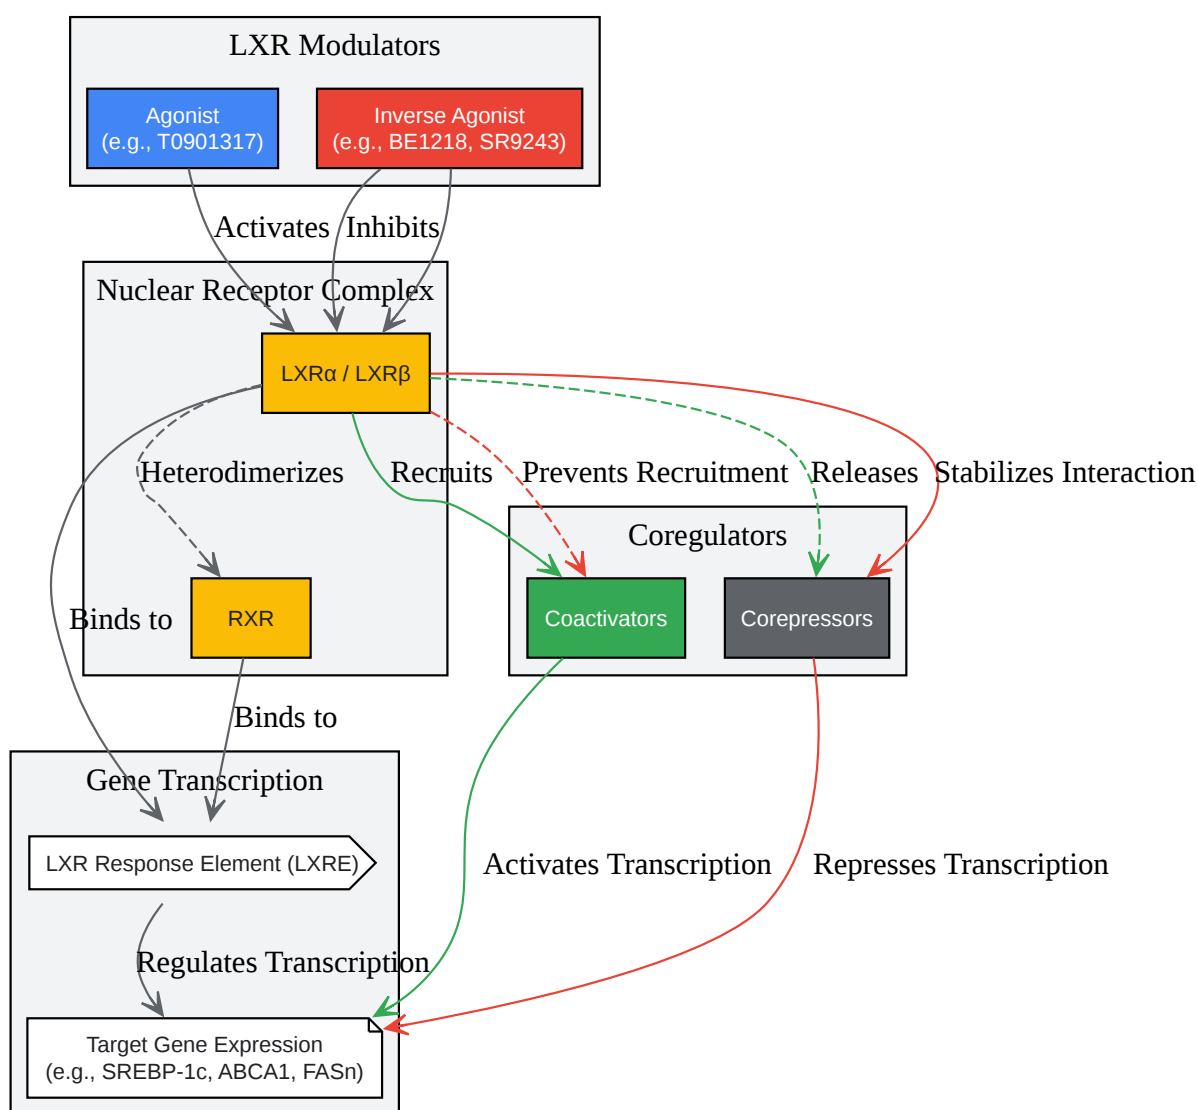 LXR Modulators
Agonist
(e.g., T0901317)
Inverse Agonist
(e.g., BE1218, SR9243)
Activates
Inhibits
Nuclear Receptor Complex
LXRα / LXRβ
Heterodimerizes
Recruits
Prevents Recruitment
Releases
Stabilizes Interaction
Coregulators
Binds to
RXR
Coactivators
Corepressors
Binds to
Gene Transcription
LXR Response Element (LXRE)
Activates Transcription
Represses Transcription
Regulates Transcription
Target Gene Expression
(e.g., SREBP-1c, ABCA1, FASn)